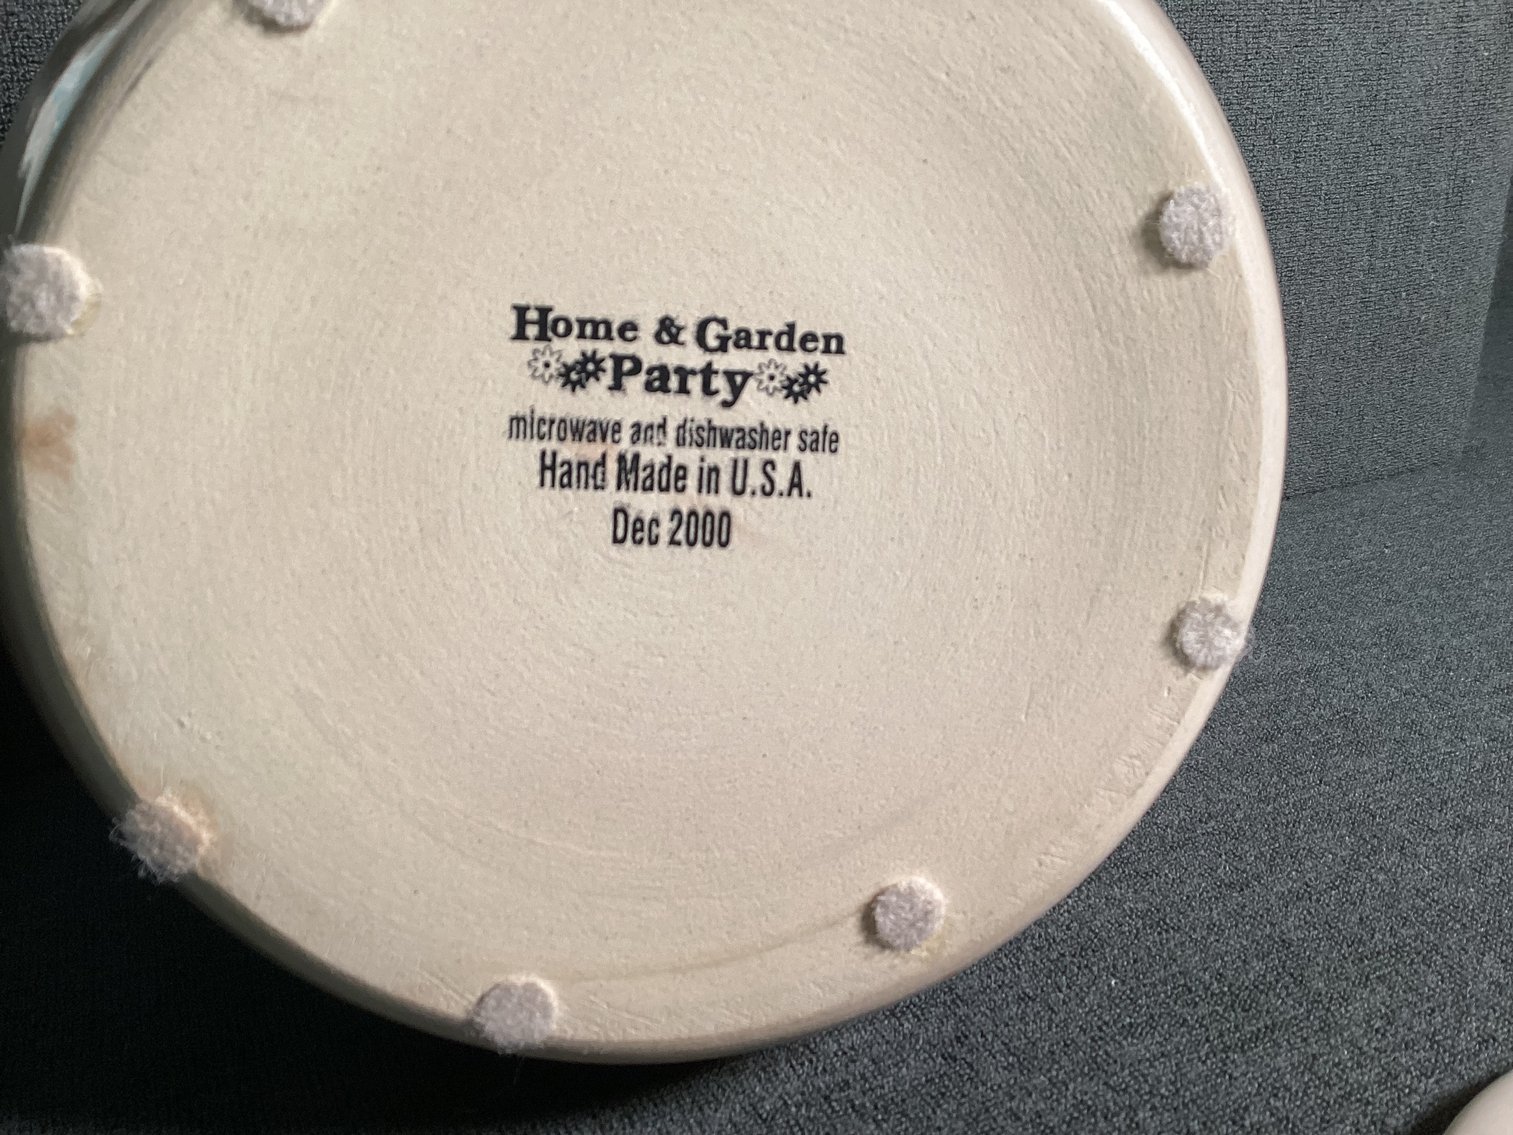 Home & Garden
Party
microwave and dishwasher safe
Hand Made in U.S.A.
Dec 2000